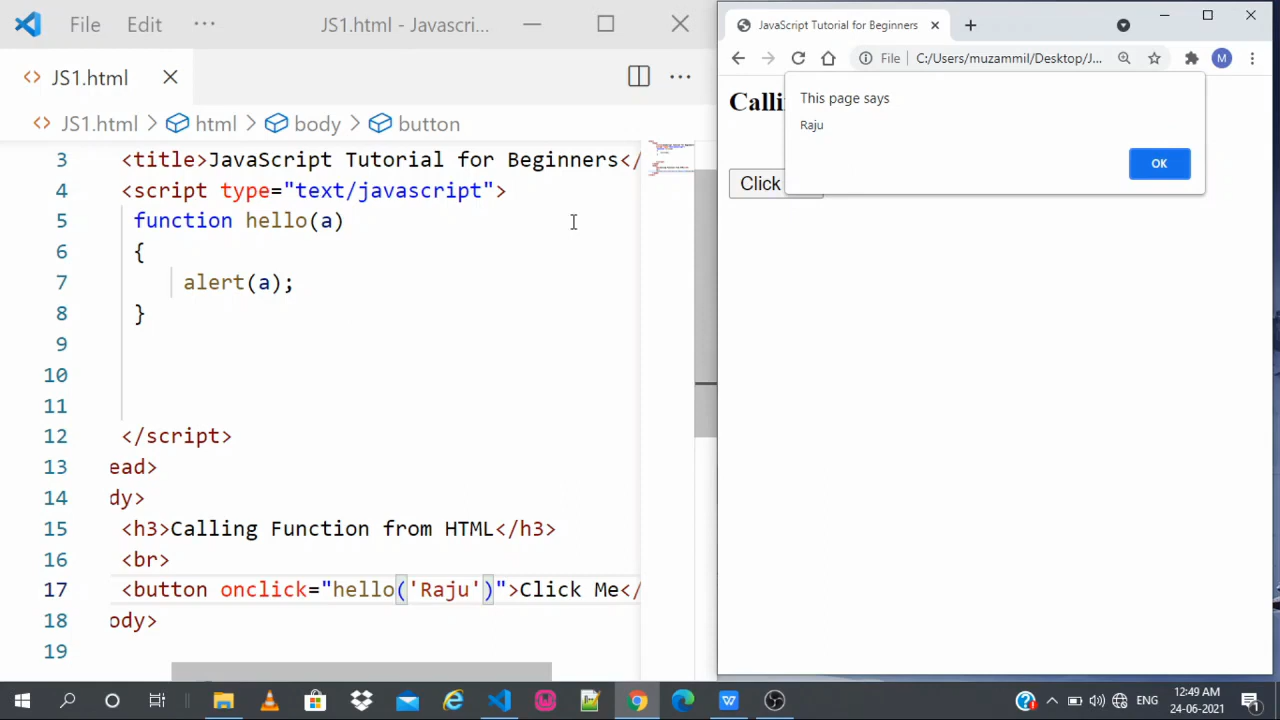 File Edit ··· JS1.html - Javascri...
JS1.html
JS1.html > html > body > button
3 <title>JavaScript Tutorial for Beginners</
4 <script type="text/javascript">
5 function hello(a)
6 {
7 alert(a);
8 }
9
10
11
12 </script>
13 ead>
14 dy>
15 <h3>Calling Function from HTML</h3>
16 <br>
17 <button onclick="hello('Raju')">Click Me</
18 ody>
19
JavaScript Tutorial for Beginners
File | C:/Users/muzammil/Desktop/J...
M
Calli
This page says
Raju
OK
Click
ENG
12:49 AM
24-06-2021
1